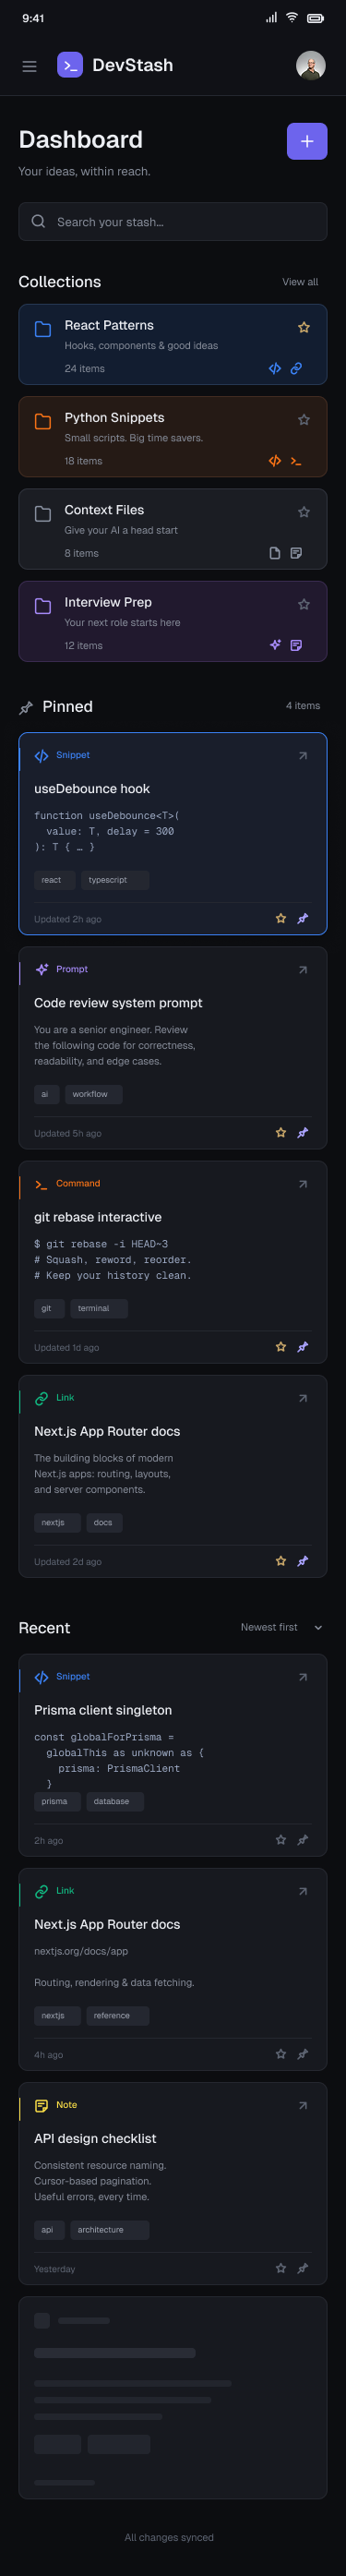 9:41
DevStash
Dashboard
Your ideas, within reach.
Search your stash...
Collections
View all
React Patterns
Hooks, components & good ideas
24 items
Python Snippets
Small scripts. Big time savers.
18 items
Context Files
Give your AI a head start
8 items
Interview Prep
Your next role starts here
12 items
Pinned
4 items
Snippet
useDebounce hook
function useDebounce<T>(
value: T, delay = 300
): T { … }
react
typescript
Updated 2h ago
Prompt
Code review system prompt
You are a senior engineer. Review
the following code for correctness,
readability, and edge cases.
ai
workflow
Updated 5h ago
Command
git rebase interactive
$ git rebase -i HEAD~3
# Squash, reword, reorder.
# Keep your history clean.
git
terminal
Updated 1d ago
Link
Next.js App Router docs
The building blocks of modern
Next.js apps: routing, layouts,
and server components.
nextjs
docs
Updated 2d ago
Recent
Newest first
Snippet
Prisma client singleton
const globalForPrisma =
globalThis as unknown as {
prisma: PrismaClient
}
prisma
database
2h ago
Link
Next.js App Router docs
nextjs.org/docs/app
Routing, rendering & data fetching.
nextjs
reference
4h ago
Note
API design checklist
Consistent resource naming.
Cursor-based pagination.
Useful errors, every time.
api
architecture
Yesterday
All changes synced